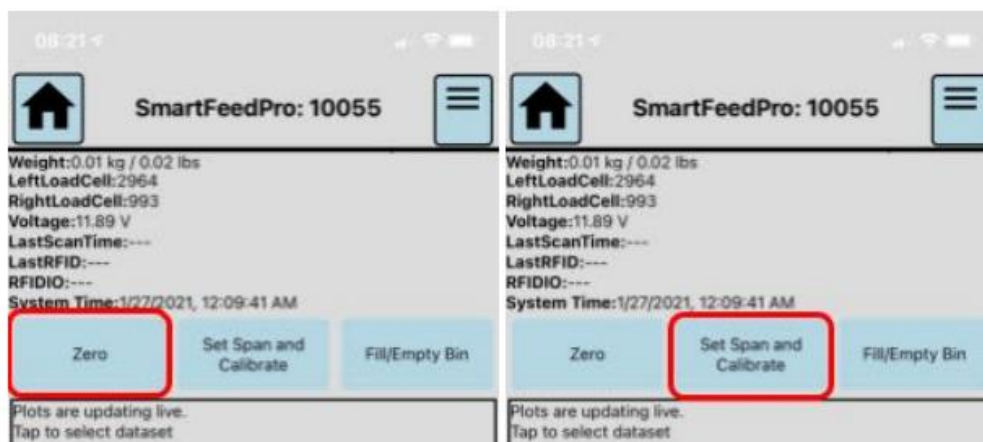 08:21
SmartFeedPro: 10055
Weight:0.01 kg / 0.02 lbs
LeftLoadCell:2964
RightLoadCell:993
Voltage:11.89 V
LastScanTime:---
LastRFID:---
RFIDIO:---
System Time:1/27/2021, 12:09:41 AM
Zero
Set Span and
Calibrate
Fill/Empty Bin
Plots are updating live.
Tap to select dataset
08:21
SmartFeedPro: 10055
Weight:0.01 kg / 0.02 lbs
LeftLoadCell:2964
RightLoadCell:993
Voltage:11.89 V
LastScanTime:---
LastRFID:---
RFIDIO:---
System Time:1/27/2021, 12:09:41 AM
Zero
Set Span and
Calibrate
Fill/Empty Bin
Plots are updating live.
Tap to select dataset